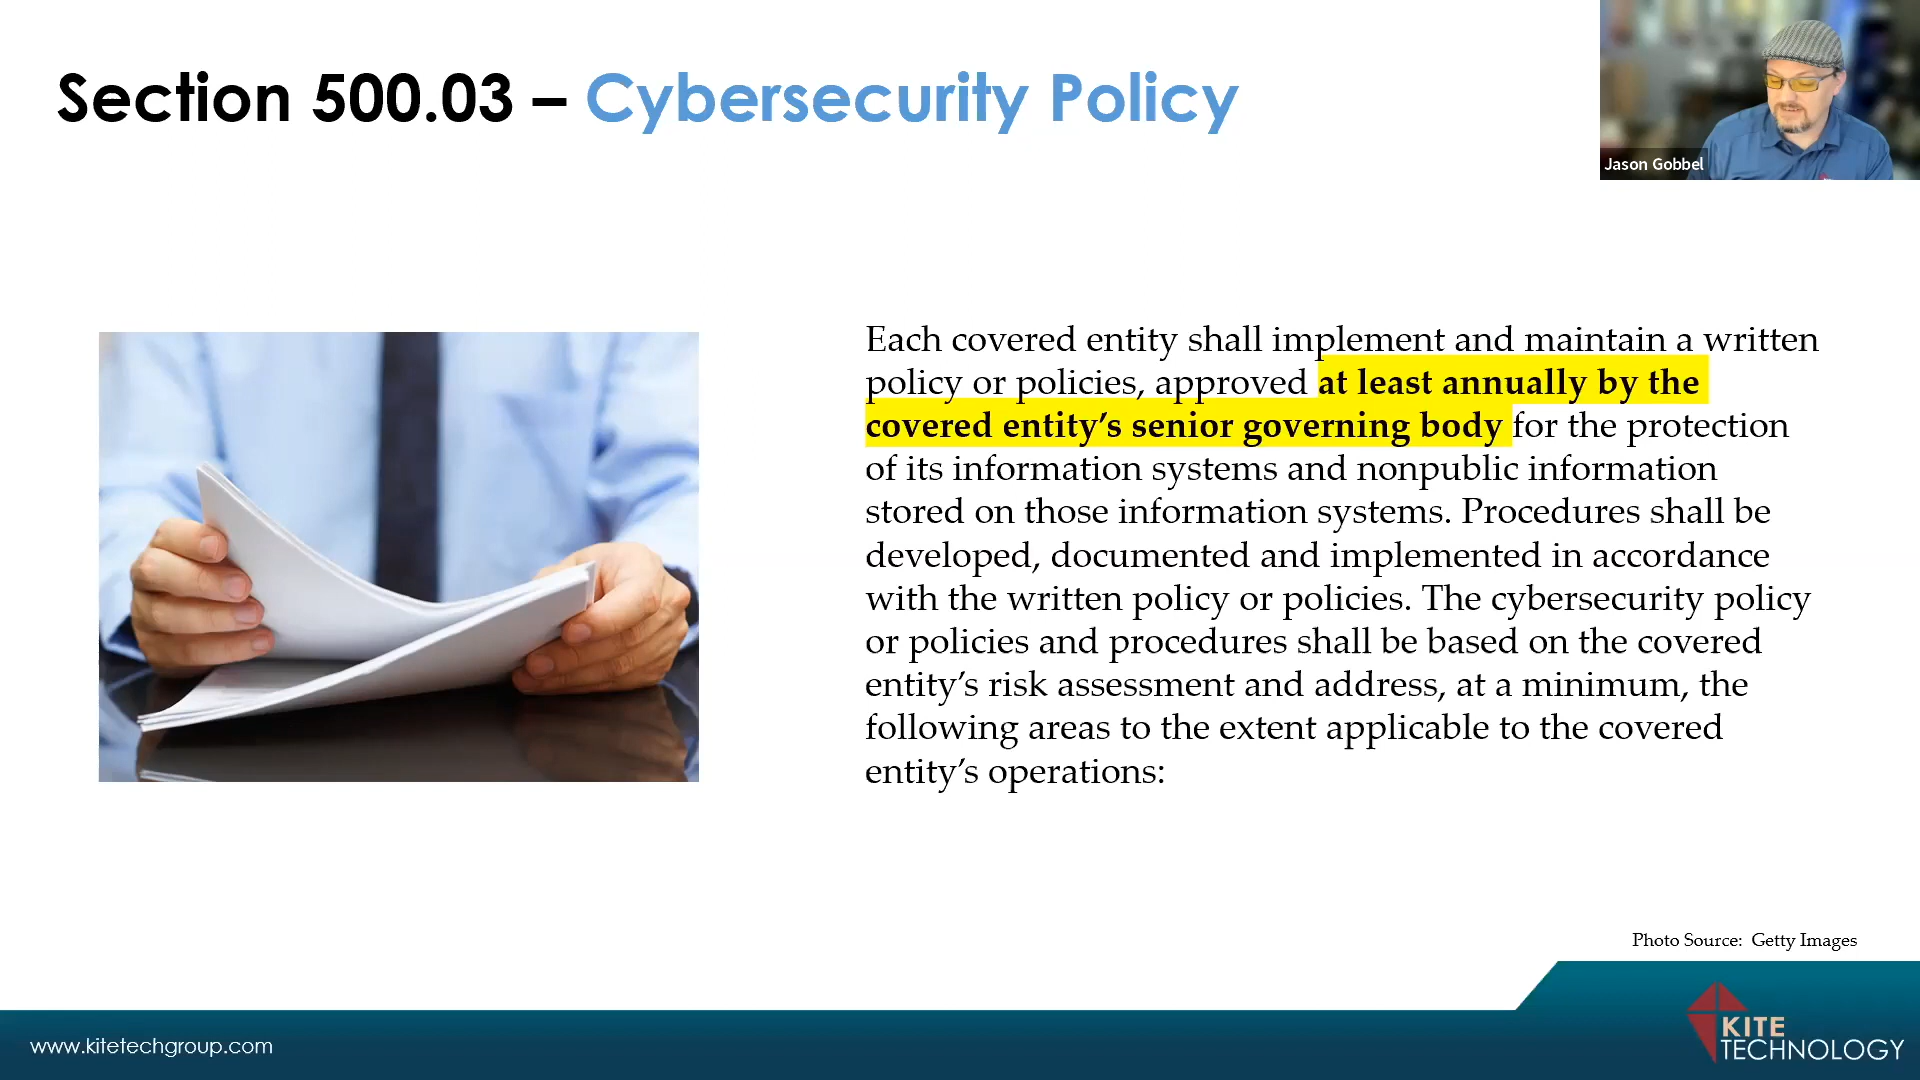 Section 500.03 – Cybersecurity Policy
Jason Gobbel
Each covered entity shall implement and maintain a written
policy or policies, approved at least annually by the
covered entity’s senior governing body for the protection
of its information systems and nonpublic information
stored on those information systems. Procedures shall be
developed, documented and implemented in accordance
with the written policy or policies. The cybersecurity policy
or policies and procedures shall be based on the covered
entity’s risk assessment and address, at a minimum, the
following areas to the extent applicable to the covered
entity’s operations:
Photo Source: Getty Images
www.kitetechgroup.com
KITE
TECHNOLOGY